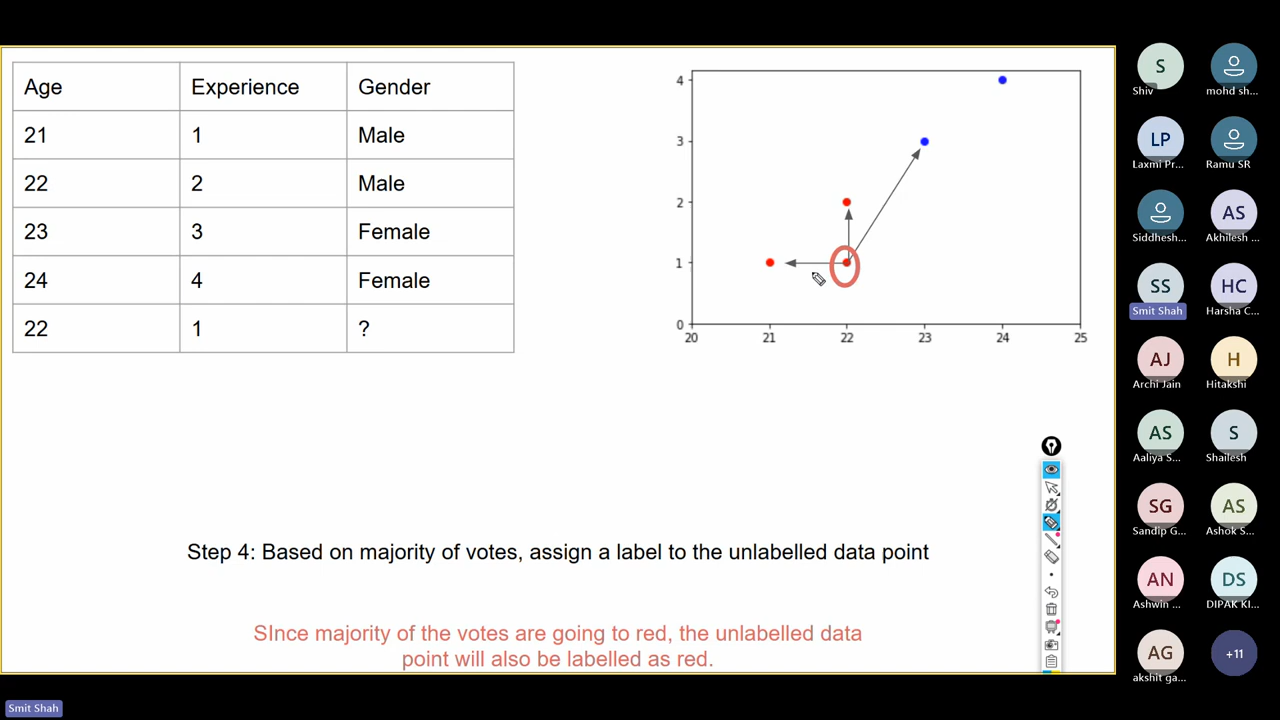 Age Experience Gender
21 1 Male
22 2 Male
23 3 Female
24 4 Female
22 1 ?
4
3
2
1
0
20 21 22 23 24 25
Step 4: Based on majority of votes, assign a label to the unlabelled data point
SInce majority of the votes are going to red, the unlabelled data
point will also be labelled as red.
S
Shiv
mohd sh...
LP
Laxmi Pr...
Ramu SR
Siddhesh...
AS
Akhilesh ...
SS
Smit Shah
HC
Harsha C...
AJ
Archi Jain
H
Hitakshi
AS
Aaliya S...
S
Shailesh
SG
Sandip G...
AS
Ashok S...
AN
Ashwin ...
DS
DIPAK KI...
AG
akshit ga...
+11
Smit Shah